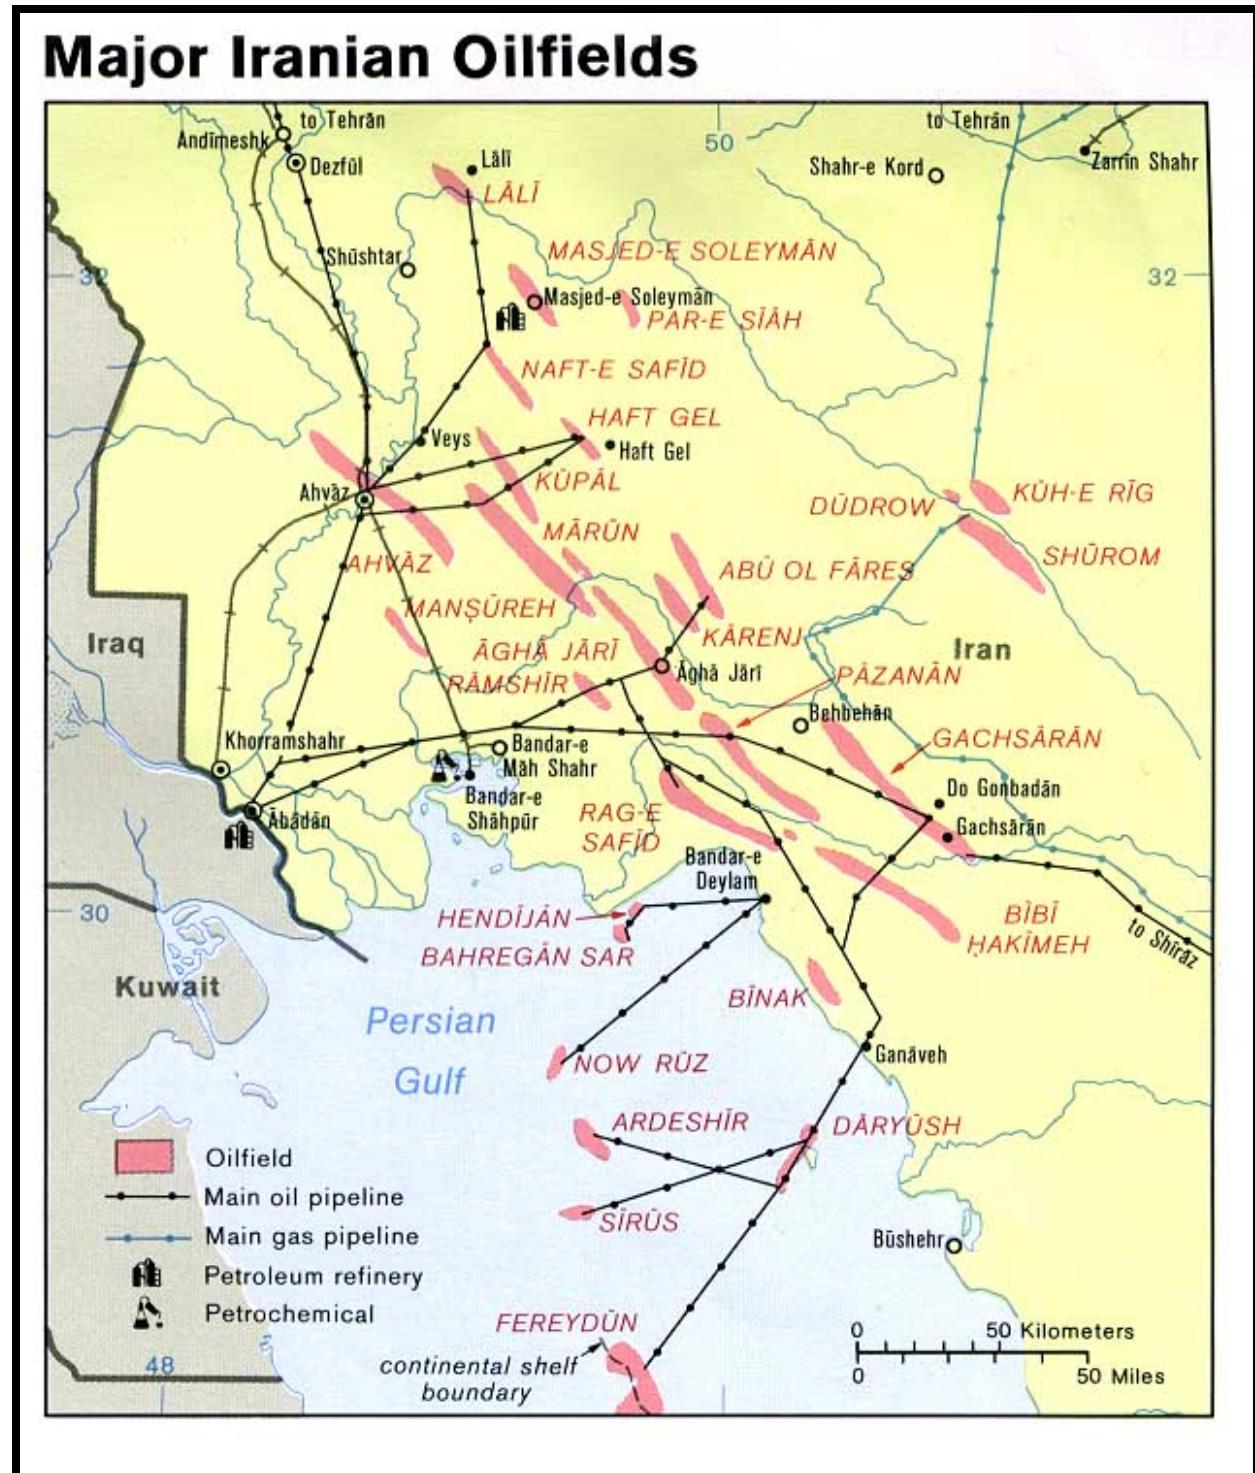 Major Iranian Oilfields
to Tehrān
Andīmeshk
Dezfūl
Lālī
LĀLĪ
50
to Tehrān
Shahr-e Kord
Zarrīn Shahr
Shūshtar
32
MASJED-E SOLEYMĀN
Masjed-e Soleymān
PAR-E SĪĀH
32
NAFT-E SAFĪD
HAFT GEL
Veys
Haft Gel
KŪPĀL
Ahvāz
DŪDROW
KŪH-E RĪG
MĀRŪN
SHŪROM
AHVĀZ
ABŪ OL FĀRES
MANṢŪREH
KĀRENJ
Iraq
Iran
ĀGHĀ JĀRĪ
Āghā Jārī
RĀMSHĪR
PĀZANĀN
Behbehān
GACHSĀRĀN
Khorramshahr
Bandar-e
Māh Shahr
Do Gonbadān
Bandar-e
Shāhpūr
Ābādān
RAG-E
SAFĪD
Gachsārān
Bandar-e
Deylam
30
HENDĪJĀN
BĪBĪ
ḤAKĪMEH
to Shīrāz
BAHREGĀN SAR
Kuwait
BĪNAK
Persian
Gulf
Ganāveh
NOW RŪZ
ARDESHĪR
DĀRYŪSH
Oilfield
Main oil pipeline
SĪRŪS
Main gas pipeline
Būshehr
Petroleum refinery
Petrochemical
FEREYDŪN
continental shelf
boundary
48
0 50 Kilometers
0 50 Miles